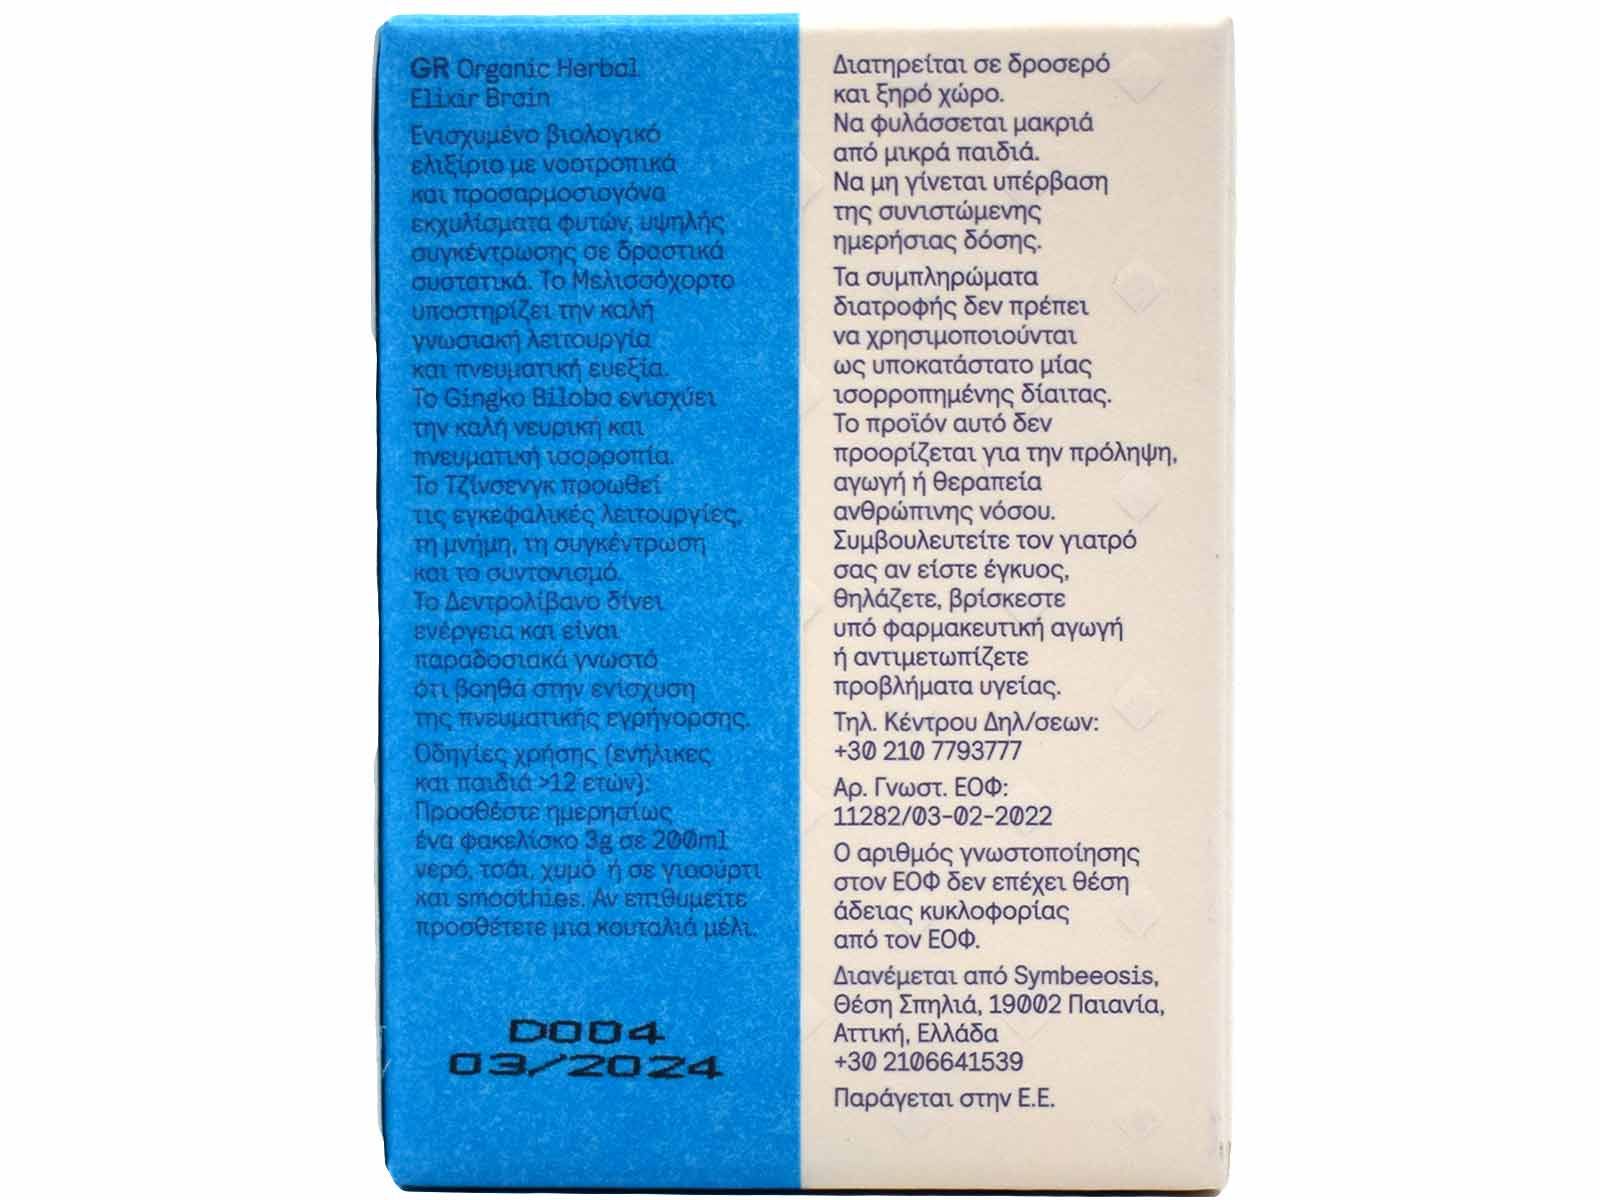 GR Organic Herbal
Elixir Brain
Ενισχυμένο βιολογικό
ελιξίριο με νοοτροπικά
και προσαρμοσιογόνα
εκχυλίσματα φυτών, υψηλής
συγκέντρωσης σε δραστικά
συστατικά. Το Μελισσόχορτο
υποστηρίζει την καλή
γνωσιακή λειτουργία
και πνευματική ευεξία.
Το Gingko Biloba ενισχύει
την καλή νευρική και
πνευματική ισορροπία.
Το Τζίνσενγκ προωθεί
τις εγκεφαλικές λειτουργίες,
τη μνήμη, τη συγκέντρωση
και το συντονισμό.
Το Δεντρολίβανο δίνει
ενέργεια και είναι
παραδοσιακά γνωστό
ότι βοηθά στην ενίσχυση
της πνευματικής εγρήγορσης.
Οδηγίες χρήσης (ενήλικες
και παιδιά >12 ετών):
Προσθέστε ημερησίως
ένα φακελίσκο 3g σε 200ml
νερό, τσάι, χυμό ή σε γιαούρτι
και smoothies. Αν επιθυμείτε
προσθέτετε μια κουταλιά μέλι.
D004
03/2024
Διατηρείται σε δροσερό
και ξηρό χώρο.
Να φυλάσσεται μακριά
από μικρά παιδιά.
Να μη γίνεται υπέρβαση
της συνιστώμενης
ημερήσιας δόσης.
Τα συμπληρώματα
διατροφής δεν πρέπει
να χρησιμοποιούνται
ως υποκατάστατο μίας
ισορροπημένης δίαιτας.
Το προϊόν αυτό δεν
προορίζεται για την πρόληψη,
αγωγή ή θεραπεία
ανθρώπινης νόσου.
Συμβουλευτείτε τον γιατρό
σας αν είστε έγκυος,
θηλάζετε, βρίσκεστε
υπό φαρμακευτική αγωγή
ή αντιμετωπίζετε
προβλήματα υγείας.
Τηλ. Κέντρου Δηλ/σεων:
+30 210 7793777
Αρ. Γνωστ. ΕΟΦ:
11282/03-02-2022
Ο αριθμός γνωστοποίησης
στον ΕΟΦ δεν επέχει θέση
άδειας κυκλοφορίας
από τον ΕΟΦ.
Διανέμεται από Symbeeosis,
Θέση Σπηλιά, 19002 Παιανία,
Αττική, Ελλάδα
+30 2106641539
Παράγεται στην Ε.Ε.